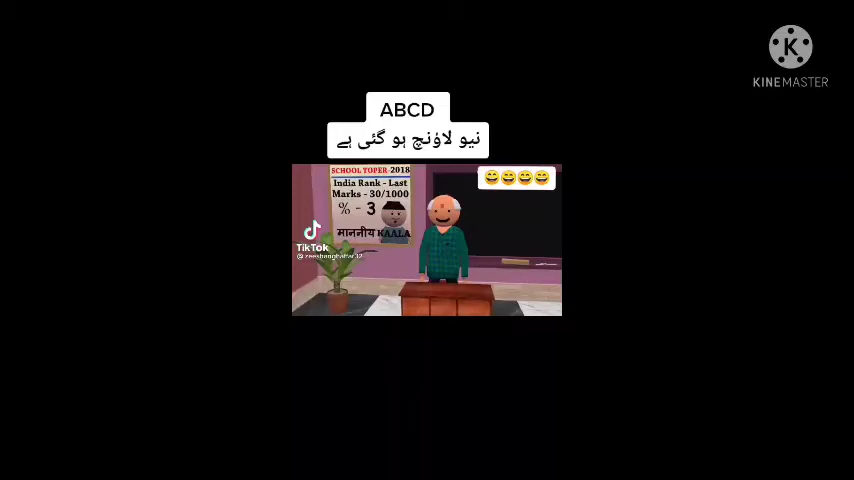 KINEMASTER
ABCD
نیو لاؤنچ ہو گئی ہے
SCHOOL TOPER-2018
India Rank - Last
Marks - 30/1000
% - 3
माननीय KAALA
TikTok
@zeeshanghaffar32